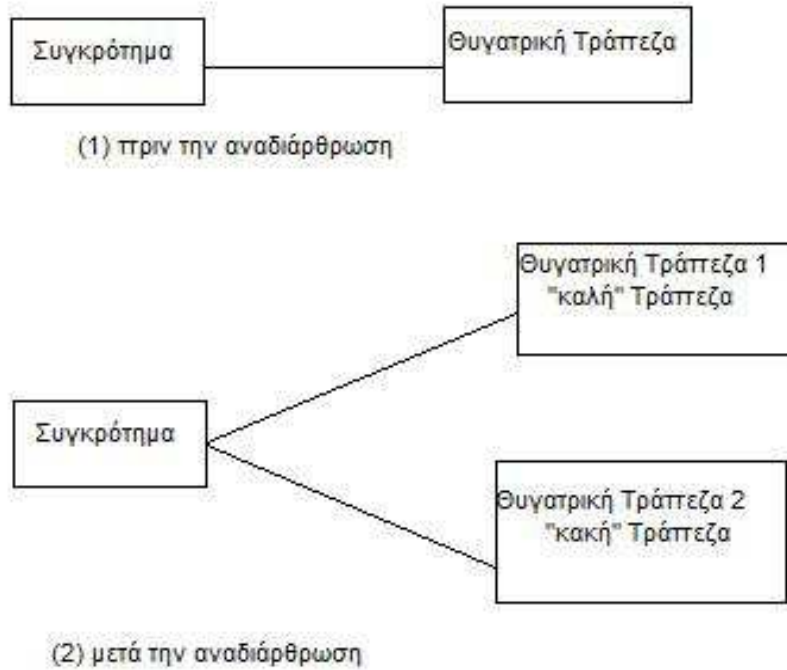 Συγκρότημα
Θυγατρική Τράπεζα
(1) πριν την αναδιάρθρωση
Θυγατρική Τράπεζα 1
"καλή" Τράπεζα
Συγκρότημα
Θυγατρική Τράπεζα 2
"κακή" Τράπεζα
(2) μετά την αναδιάρθρωση